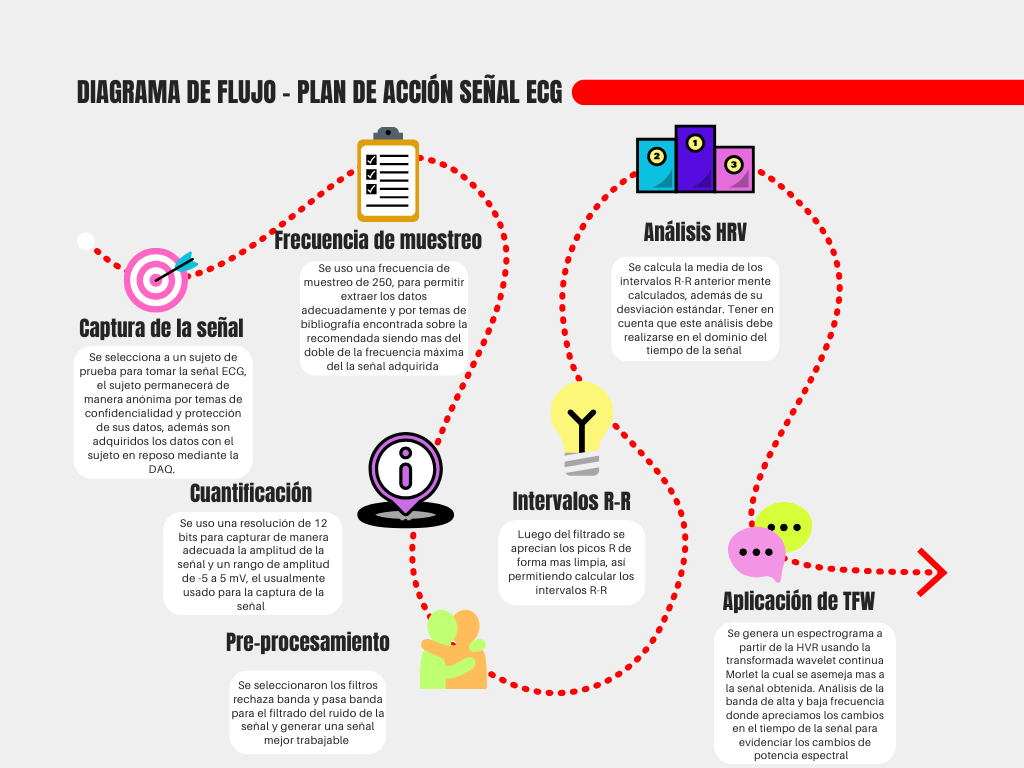 DIAGRAMA DE FLUJO - PLAN DE ACCIÓN SEÑAL ECG
Captura de la señal
Se selecciona a un sujeto de
prueba para tomar la señal ECG,
el sujeto permanecerá de
manera anónima por temas de
confidencialidad y protección
de sus datos, además son
adquiridos los datos con el
sujeto en reposo mediante la
DAQ.
Frecuencia de muestreo
Se uso una frecuencia de
muestreo de 250, para permitir
extraer los datos
adecuadamente y por temas de
bibliografía encontrada sobre la
recomendada siendo mas del
doble de la frecuencia máxima
del la señal adquirida
Cuantificación
Se uso una resolución de 12
bits para capturar de manera
adecuada la amplitud de la
señal y un rango de amplitud
de -5 a 5 mV, el usualmente
usado para la captura de la
señal
Pre-procesamiento
Se seleccionaron los filtros
rechaza banda y pasa banda
para el filtrado del ruido de la
señal y generar una señal
mejor trabajable
Intervalos R-R
Luego del filtrado se
aprecian los picos R de
forma mas limpia, así
permitiendo calcular los
intervalos R-R
2
1
3
Análisis HRV
Se calcula la media de los
intervalos R-R anterior mente
calculados, además de su
desviación estándar. Tener en
cuenta que este análisis debe
realizarse en el dominio del
tiempo de la señal
Aplicación de TFW
Se genera un espectrograma a
partir de la HVR usando la
transformada wavelet continua
Morlet la cual se asemeja mas a
la señal obtenida. Análisis de la
banda de alta y baja frecuencia
donde apreciamos los cambios
en el tiempo de la señal para
evidenciar los cambios de
potencia espectral